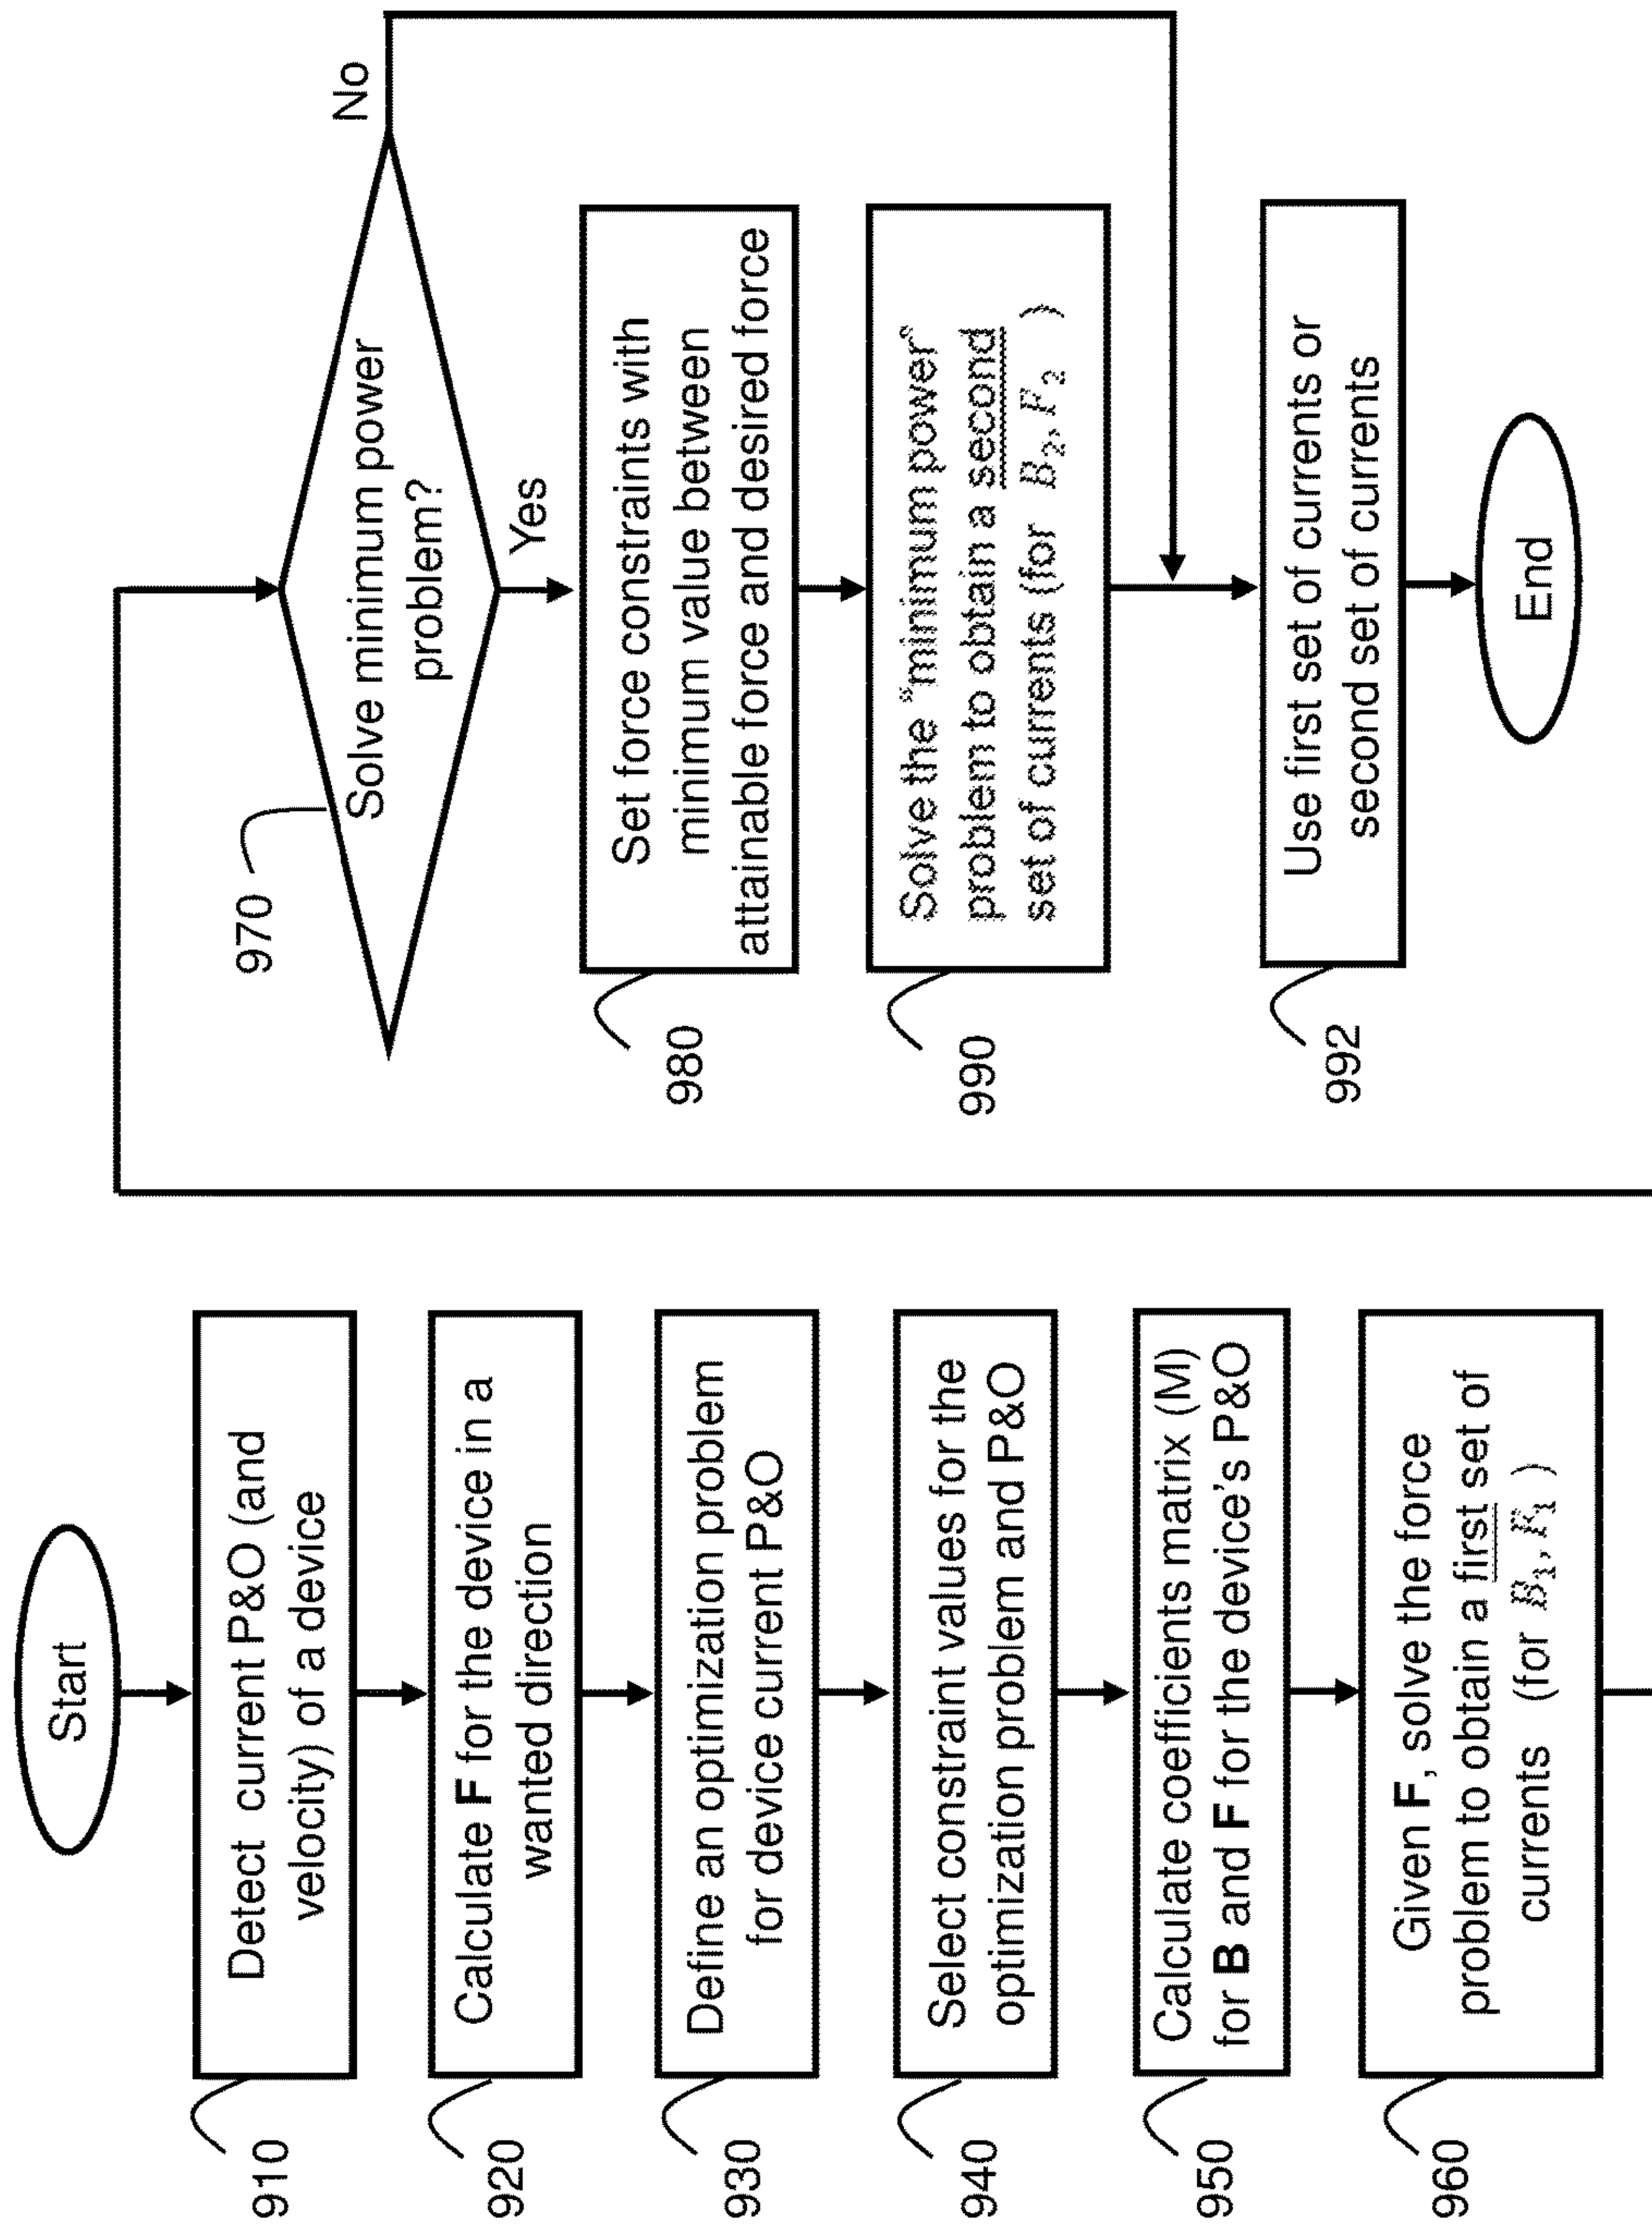 Start
910
Detect current P&O (and
velocity) of a device
920
Calculate F for the device in a
wanted direction
930
Define an optimization problem
for device current P&O
940
Select constraint values for the
optimization problem and P&O
950
Calculate coefficients matrix (M)
for B and F for the device's P&O
960
Given F, solve the force
problem to obtain a first set of
currents (for B₁, F₁ )
970
Solve minimum power
problem?
No
Yes
980
Set force constraints with
minimum value between
attainable force and desired force
990
Solve the "minimum power"
problem to obtain a second
set of currents (for B₂, F₂ )
992
Use first set of currents or
second set of currents
End